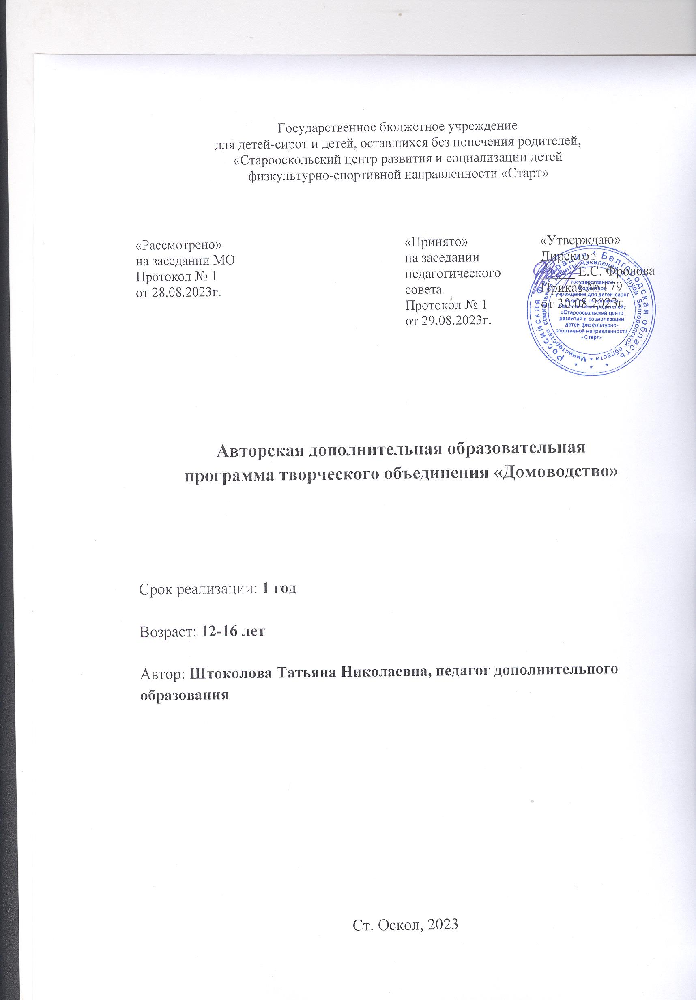 Государственное бюджетное учреждение
для детей-сирот и детей, оставшихся без попечения родителей,
«Старооскольский центр развития и социализации детей
физкультурно-спортивной направленности «Старт»
«Рассмотрено»
на заседании МО
Протокол № 1
от 28.08.2023г.
«Принято»
на заседании
педагогического
совета
Протокол № 1
от 29.08.2023г.
«Утверждаю»
Директор
Е.С. Фролова
Приказ № 179
от 30.08.2023г.
Российская Федерация * Белгородская область
Министерство социальной защиты населения и труда Белгородской области
государственное
бюджетное
учреждение для детей-сирот
и детей, оставшихся
без попечения родителей,
«Старооскольский центр
развития и социализации
детей физкультурно-
спортивной направленности
«Старт»
Авторская дополнительная образовательная
программа творческого объединения «Домоводство»
Срок реализации: 1 год
Возраст: 12-16 лет
Автор: Штоколова Татьяна Николаевна, педагог дополнительного
образования
Ст. Оскол, 2023